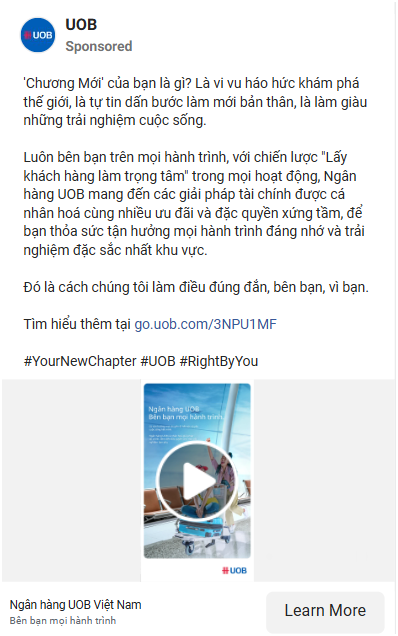 UOB
UOB
Sponsored
'Chương Mới' của bạn là gì? Là vi vu háo hức khám phá
thế giới, là tự tin dấn bước làm mới bản thân, là làm giàu
những trải nghiệm cuộc sống.
Luôn bên bạn trên mọi hành trình, với chiến lược "Lấy
khách hàng làm trọng tâm" trong mọi hoạt động, Ngân
hàng UOB mang đến các giải pháp tài chính được cá
nhân hoá cùng nhiều ưu đãi và đặc quyền xứng tầm, để
bạn thỏa sức tận hưởng mọi hành trình đáng nhớ và trải
nghiệm đặc sắc nhất khu vực.
Đó là cách chúng tôi làm điều đúng đắn, bên bạn, vì bạn.
Tìm hiểu thêm tại go.uob.com/3NPU1MF
#YourNewChapter #UOB #RightByYou
Ngân hàng UOB
Bên bạn mọi hành trình.
UOB
Ngân hàng UOB Việt Nam
Bên bạn mọi hành trình
Learn More